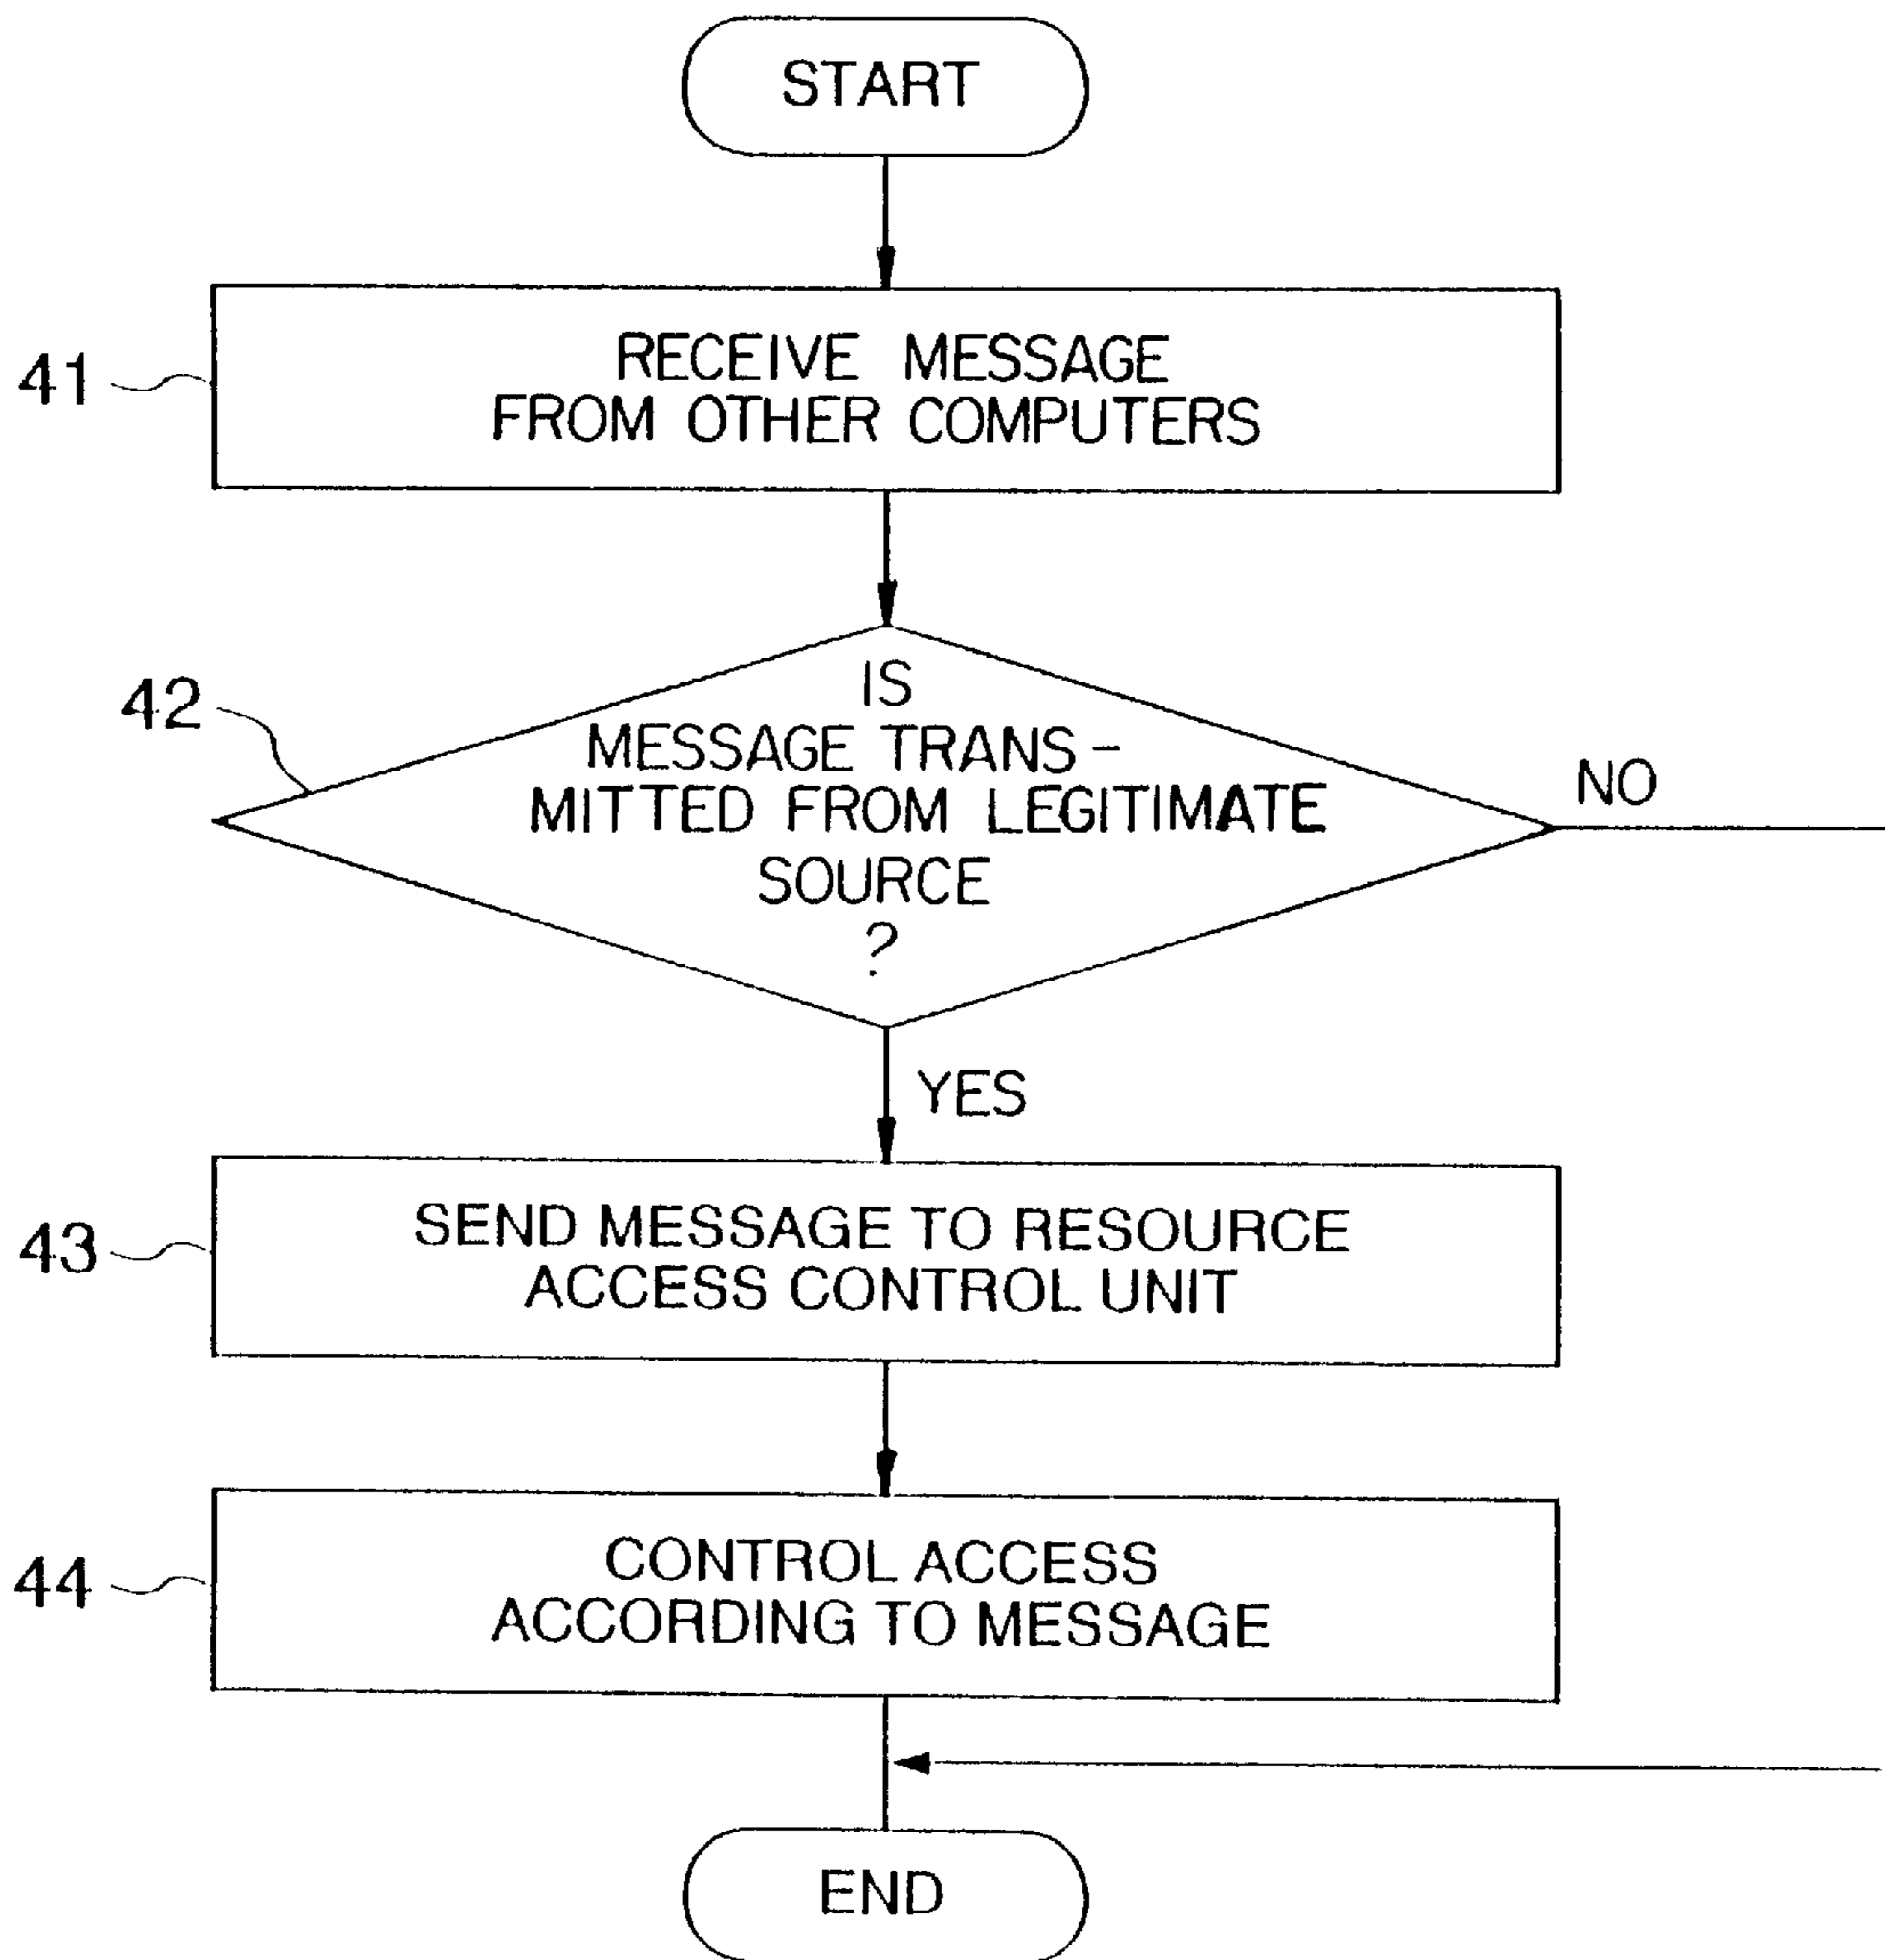 START
41
RECEIVE MESSAGE
FROM OTHER COMPUTERS
42
IS
MESSAGE TRANS-
MITTED FROM LEGITIMATE
SOURCE
?
NO
YES
43
SEND MESSAGE TO RESOURCE
ACCESS CONTROL UNIT
44
CONTROL ACCESS
ACCORDING TO MESSAGE
END